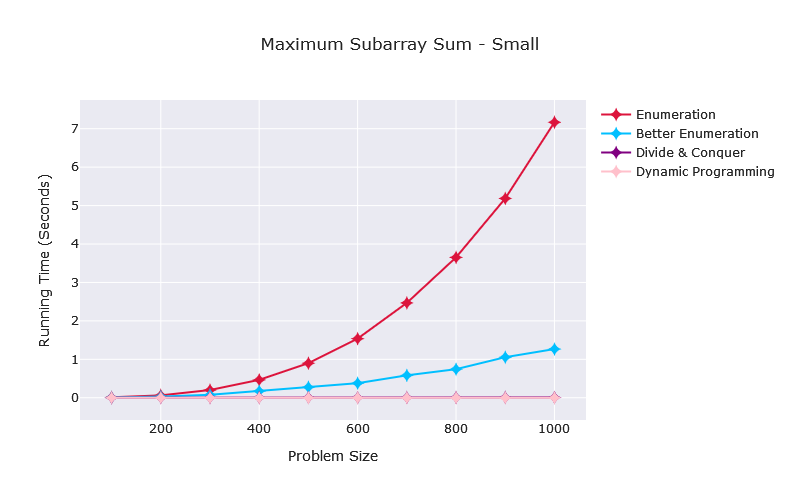 Maximum Subarray Sum - Small
Enumeration
Better Enumeration
Divide & Conquer
Dynamic Programming
Running Time (Seconds)
7
6
5
4
3
2
1
0
200
400
600
800
1000
Problem Size